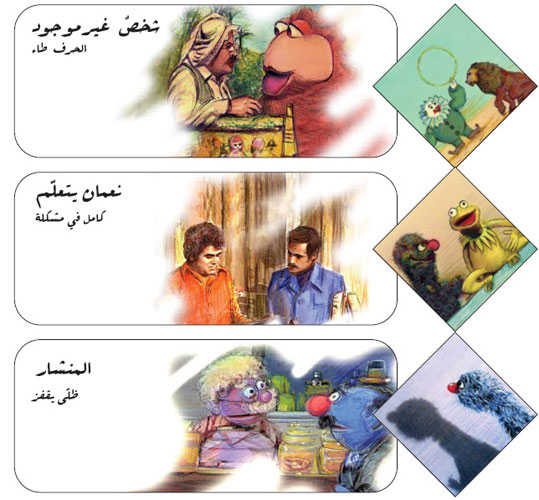 شخصٌ غير موجود
الحرف طاء
نعمان يتعلّم
كامل في مشكلة
المنشار
ظلّي يقفز